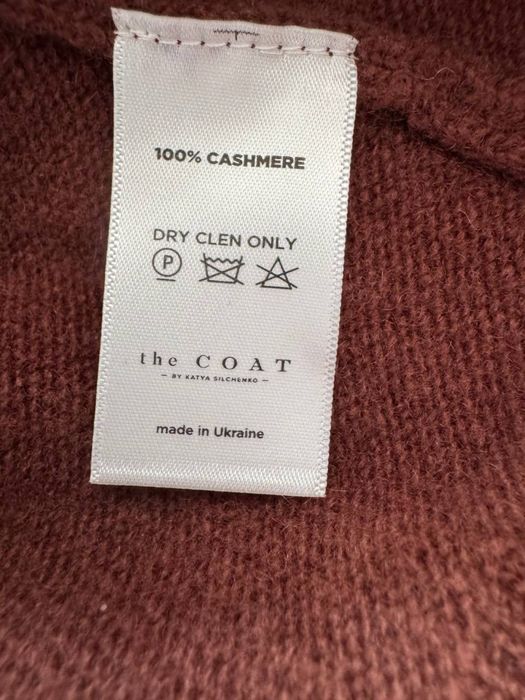 100% CASHMERE
DRY CLEN ONLY
P
the COAT
— BY KATYA SILCHENKO —
made in Ukraine